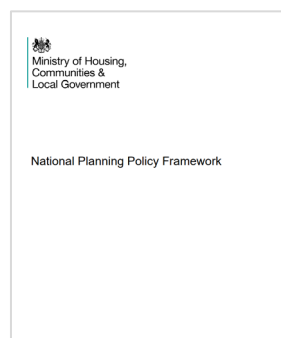 Ministry of Housing,
Communities &
Local Government
National Planning Policy Framework